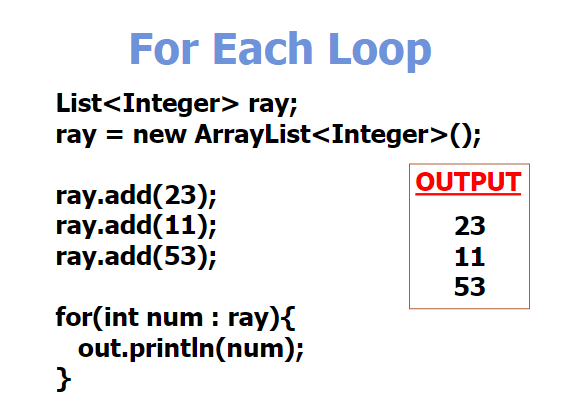 For Each Loop
List<Integer> ray;
ray = new ArrayList<Integer>();
ray.add(23);
ray.add(11);
ray.add(53);
for(int num : ray){
out.println(num);
}
OUTPUT
23
11
53